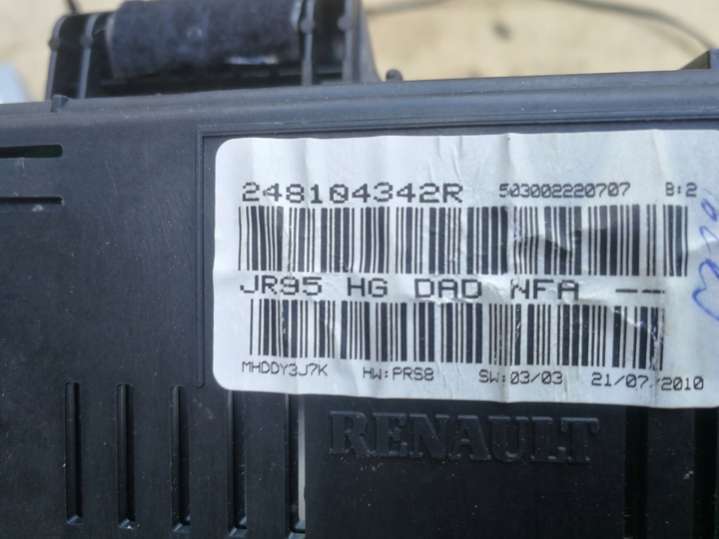 248104342R 503002220707 B:2
JR95 HG DAD NFA --
MHDDY3J7K HW:PRS8 SW:03/03 21/07/2010
RENAULT